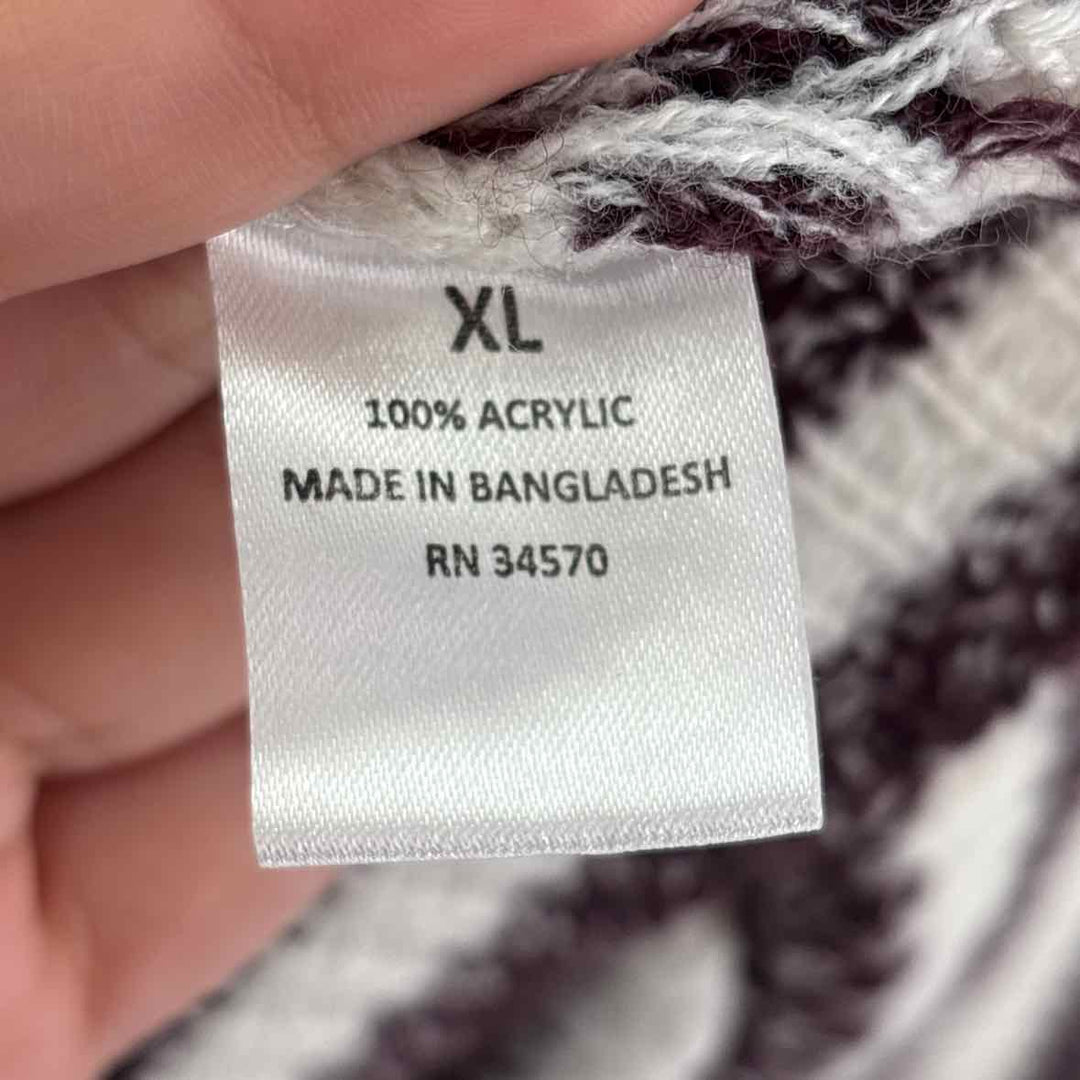 XL
100% ACRYLIC
MADE IN BANGLADESH
RN 34570